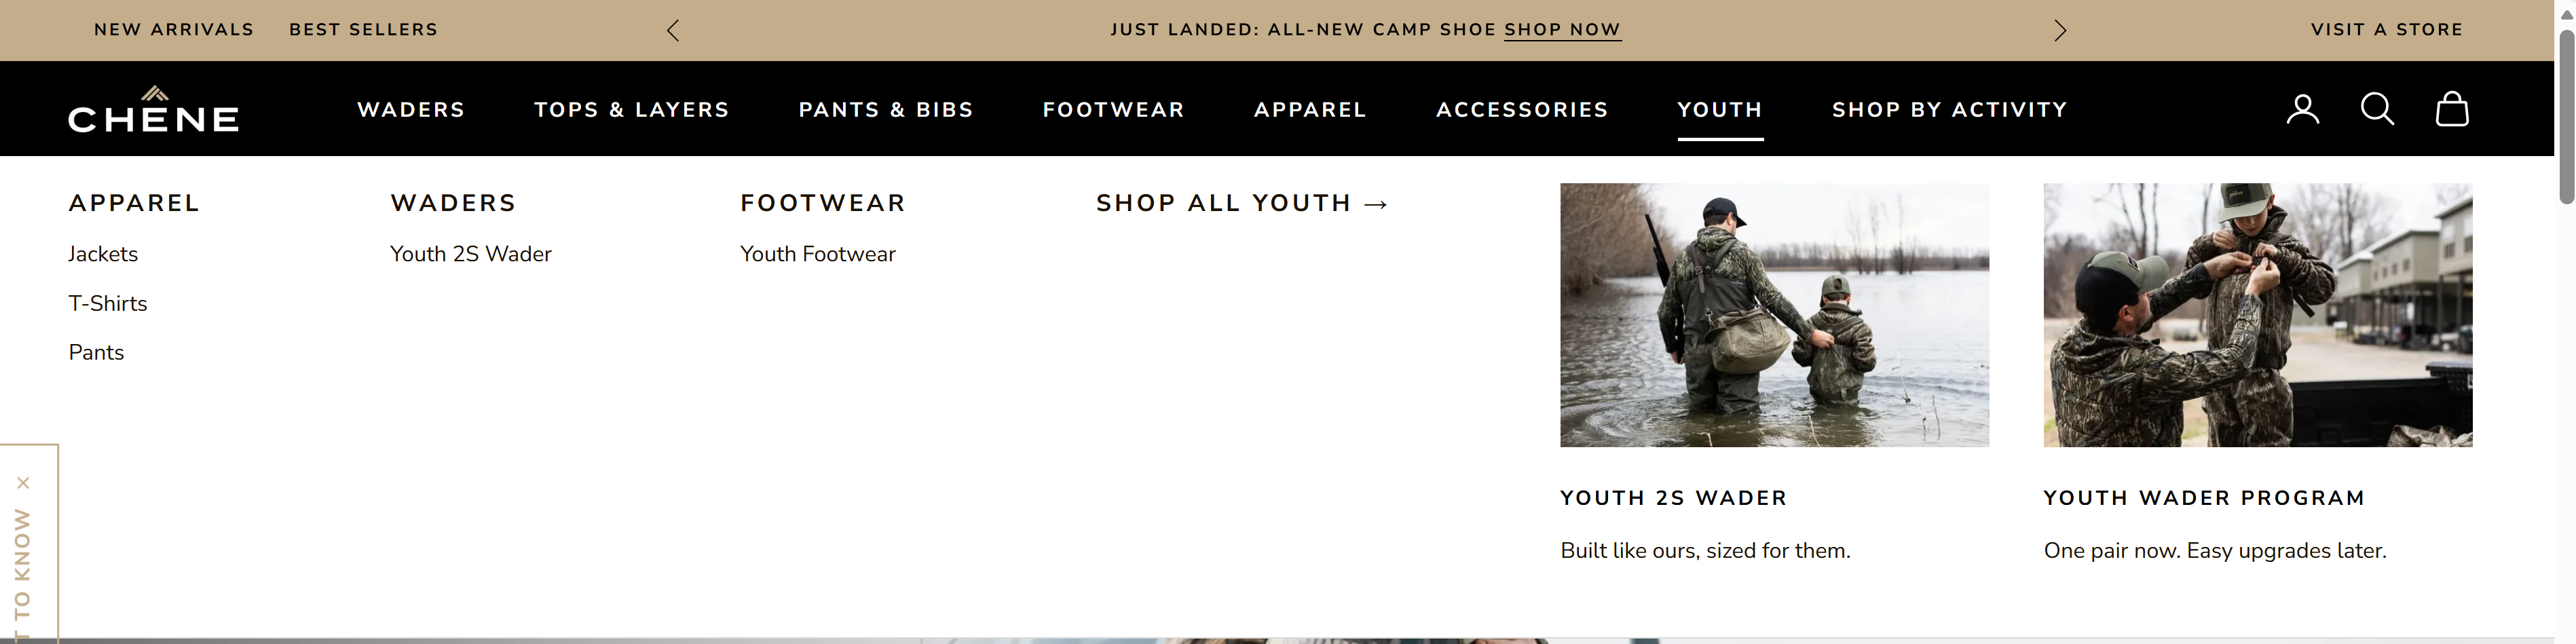 NEW ARRIVALS BEST SELLERS JUST LANDED: ALL-NEW CAMP SHOE SHOP NOW VISIT A STORE
CHÊNE WADERS TOPS & LAYERS PANTS & BIBS FOOTWEAR APPAREL ACCESSORIES YOUTH SHOP BY ACTIVITY
APPAREL
Jackets
T-Shirts
Pants
WADERS
Youth 2S Wader
FOOTWEAR
Youth Footwear
SHOP ALL YOUTH →
YOUTH 2S WADER
Built like ours, sized for them.
YOUTH WADER PROGRAM
One pair now. Easy upgrades later.
TO KNOW